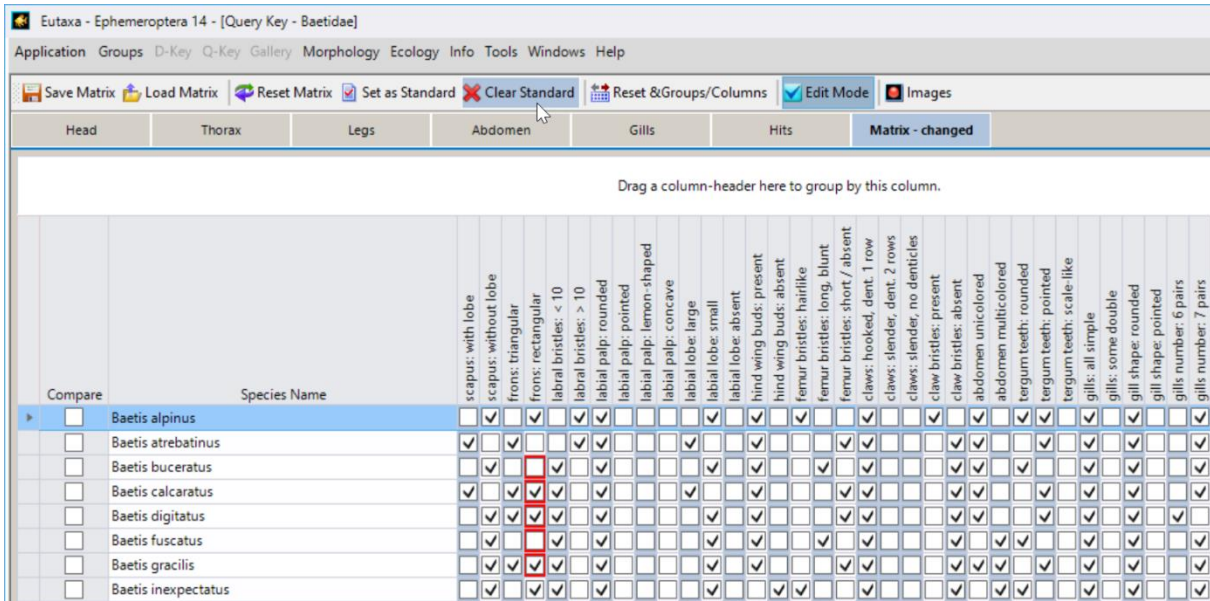 Eutaxa - Ephemeroptera 14 - [Query Key - Baetidae]
Application Groups D-Key Q-Key Gallery Morphology Ecology Info Tools Windows Help
Save Matrix Load Matrix Reset Matrix Set as Standard Clear Standard Reset &Groups/Columns Edit Mode Images
Head Thorax Legs Abdomen Gills Hits Matrix - changed
Drag a column-header here to group by this column.
Compare
Species Name
scapus: with lobe
scapus: without lobe
frons: triangular
frons: rectangular
labral bristles: < 10
labral bristles: > 10
labial palp: rounded
labial palp: pointed
labial palp: lemon-shaped
labial palp: concave
labial lobe: large
labial lobe: small
labial lobe: absent
hind wing buds: present
hind wing buds: absent
femur bristles: hairlike
femur bristles: long, blunt
femur bristles: short / absent
claws: hooked, dent. 1 row
claws: slender, dent. 2 rows
claws: slender, no denticles
claw bristles: present
claw bristles: absent
abdomen unicolored
abdomen multicolored
tergum teeth: rounded
tergum teeth: pointed
tergum teeth: scale-like
gills: all simple
gills: some double
gill shape: rounded
gill shape: pointed
gills number: 6 pairs
gills number: 7 pairs
Baetis alpinus
Baetis atrebatinus
Baetis buceratus
Baetis calcaratus
Baetis digitatus
Baetis fuscatus
Baetis gracilis
Baetis inexpectatus